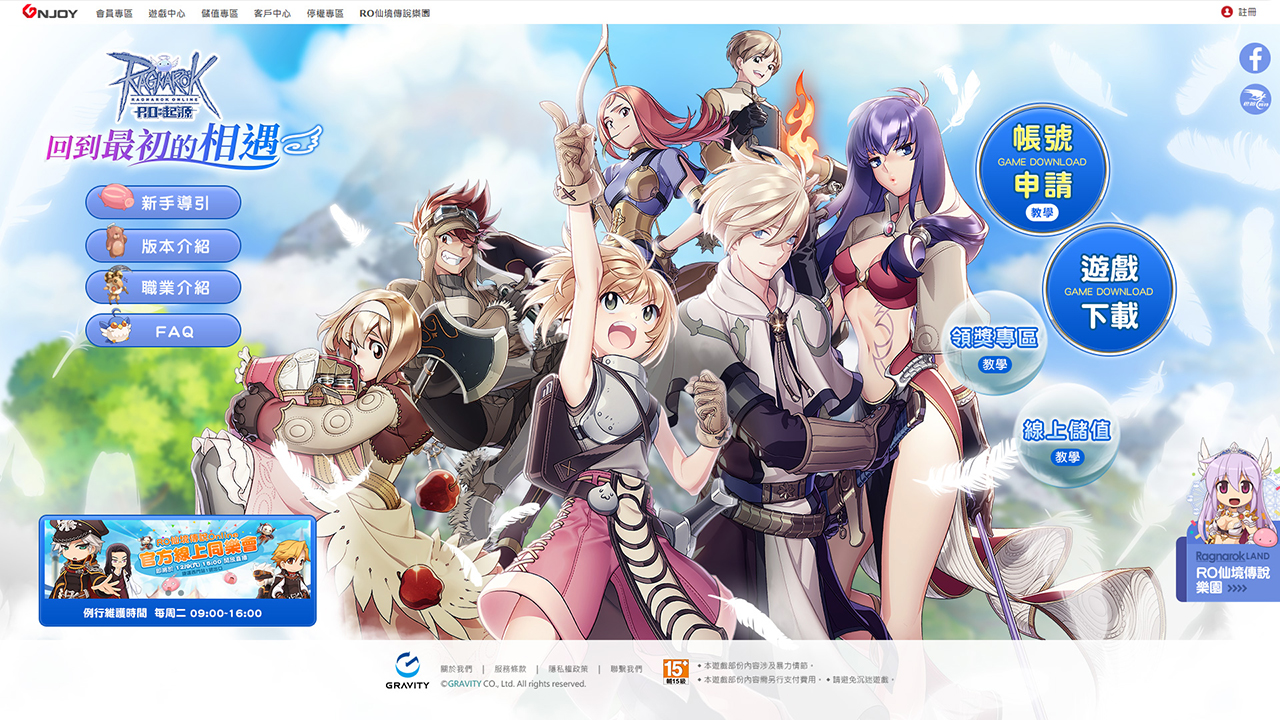 GNJOY
會員專區
遊戲中心
儲值專區
客戶中心
停權專區
RO仙境傳說樂園
註冊
RAGNAROK
RAGNAROK ONLINE
RO:起源
回到最初的相遇
新手導引
版本介紹
職業介紹
FAQ
帳號
GAME DOWNLOAD
申請
教學
遊戲
GAME DOWNLOAD
下載
領獎專區
教學
線上儲值
教學
官方線上同樂會
例行維護時間 每周二 09:00-16:00
Ragnarok LAND
RO仙境傳說
樂園 >>>>
GRAVITY
關於我們 | 服務條款 | 隱私權政策 | 聯繫我們
©GRAVITY CO., Ltd. All rights reserved.
15+
輔15級
• 本遊戲部份內容涉及暴力情節。
• 本遊戲部份內容需另行支付費用。 • 請避免沉迷遊戲。